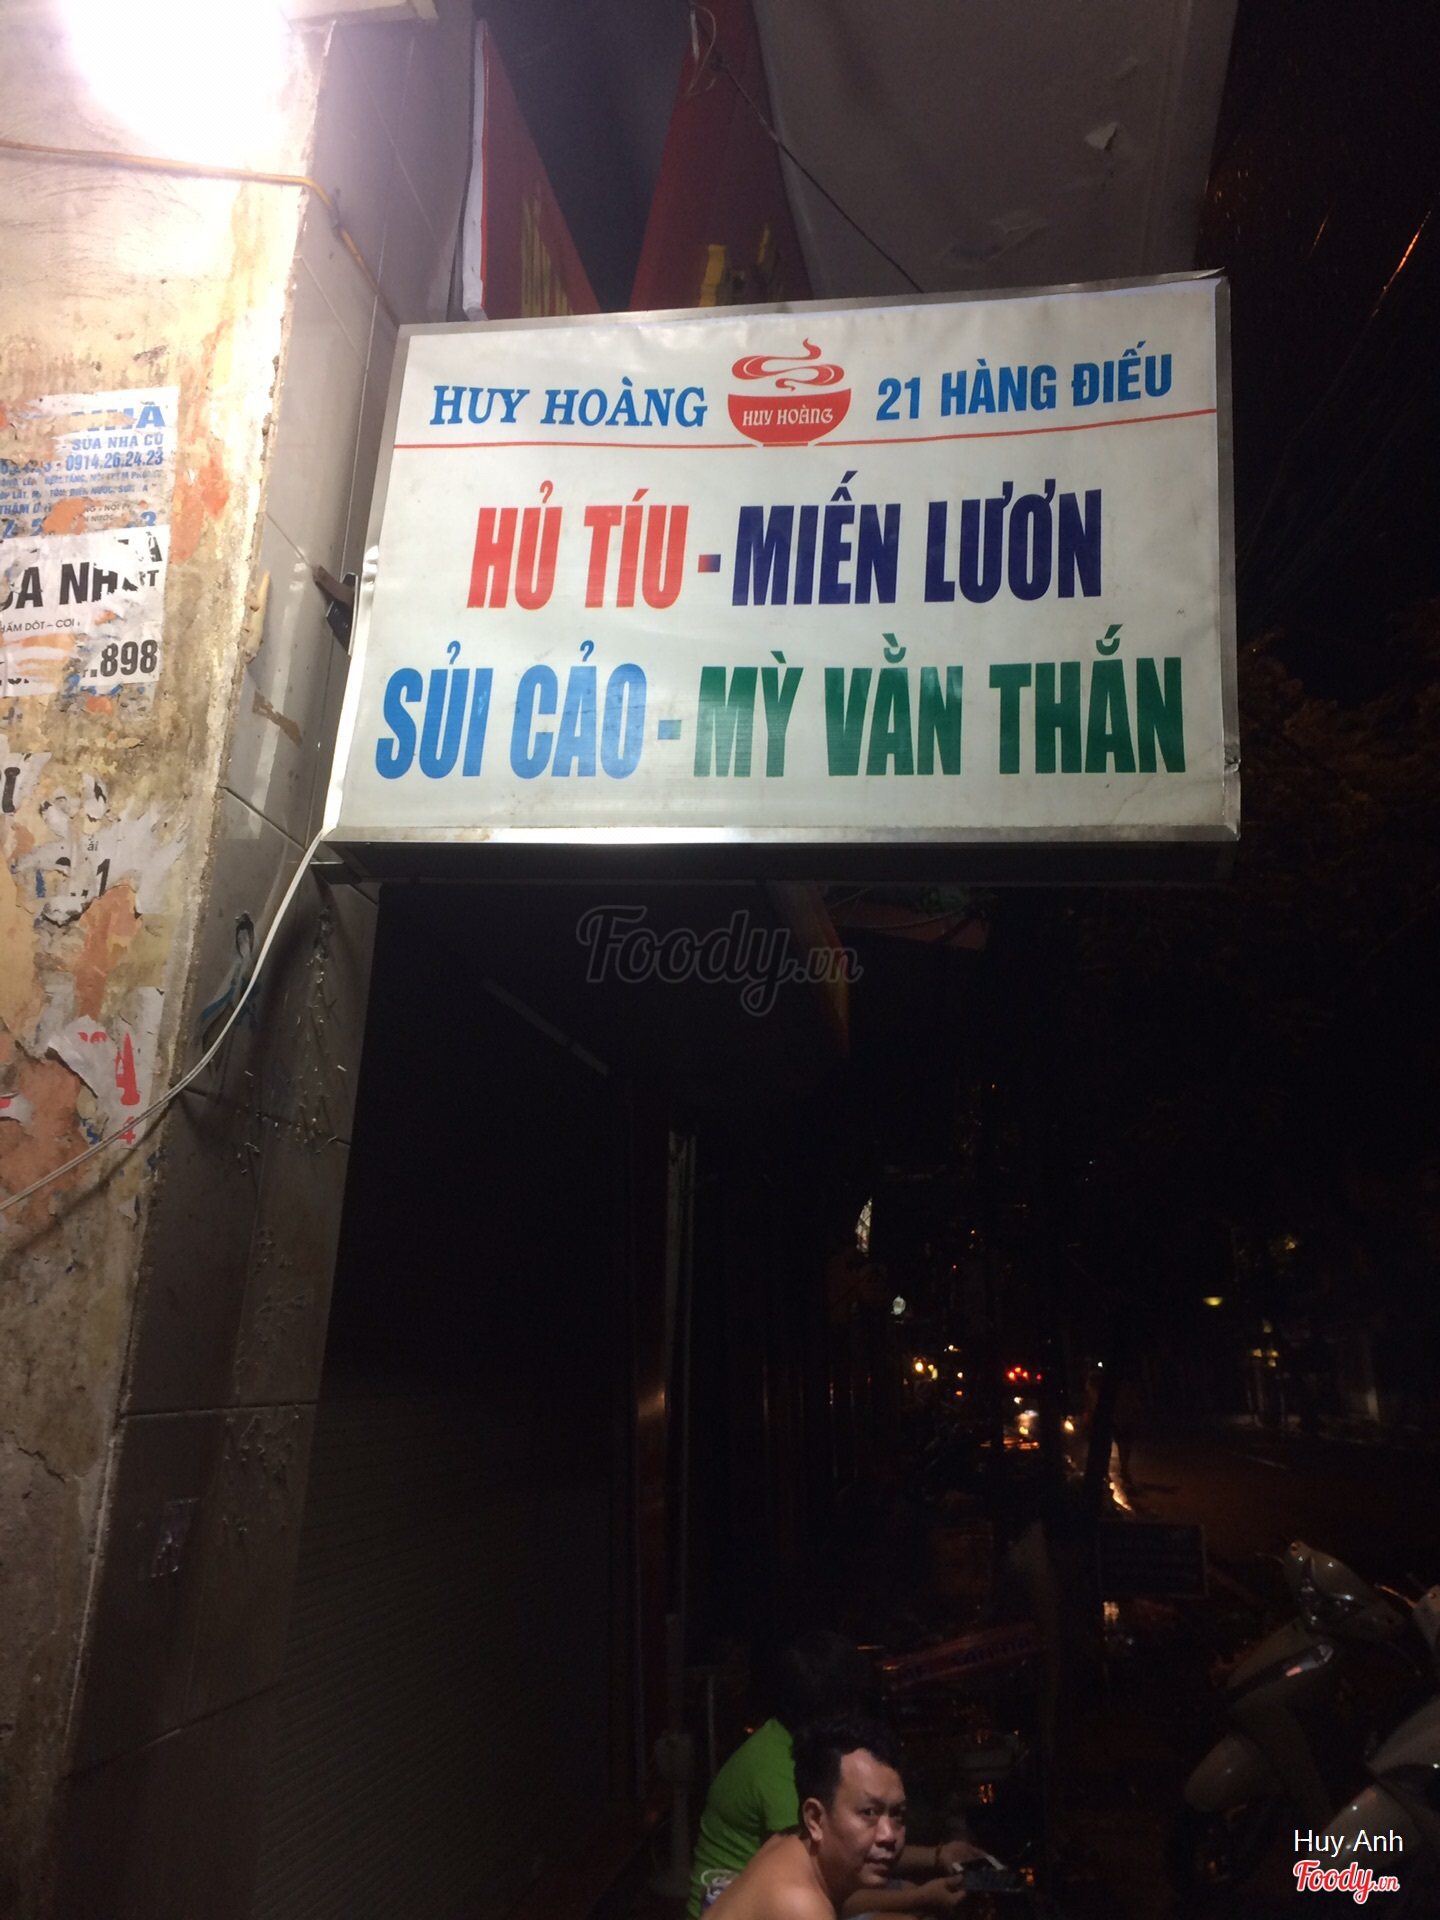 HUY HOÀNG
HUY HOÀNG
21 HÀNG ĐIẾU
HỦ TÍU - MIẾN LƯƠN
SỦI CẢO - MỲ VẰN THẮN
NHÀ
SỬA NHÀ CŨ
0914.26.24.23
.898
Foody.vn
Huy Anh
Foody.vn